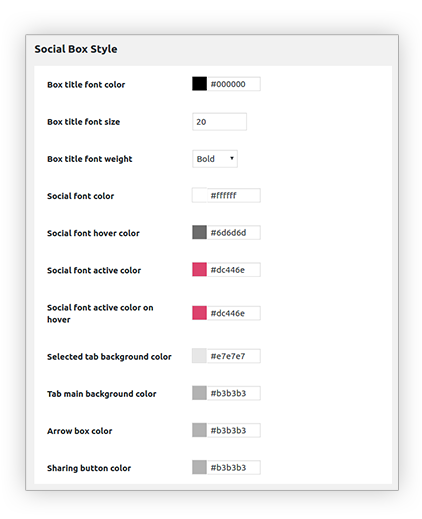 Social Box Style
Box title font color #000000
Box title font size 20
Box title font weight Bold
Social font color #ffffff
Social font hover color #6d6d6d
Social font active color #dc446e
Social font active color on
hover #dc446e
Selected tab background color #e7e7e7
Tab main background color #b3b3b3
Arrow box color #b3b3b3
Sharing button color #b3b3b3